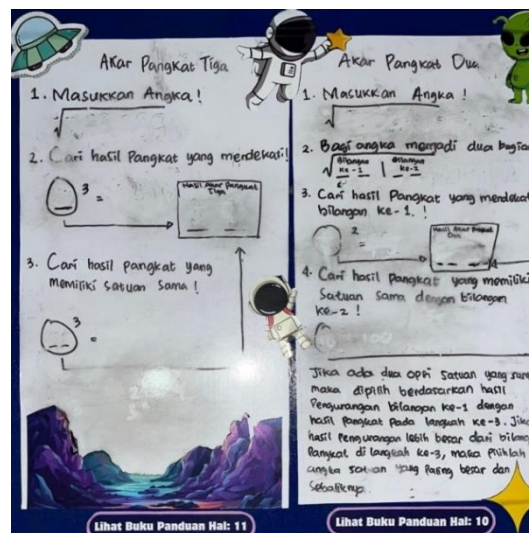 Akar Pangkat Tiga
1. Masukkan Angka!
√
2. Cari hasil Pangkat yang mendekati!
3 =
Hasil Akar Pangkat
Tiga
3. Cari hasil pangkat yang
memiliki satuan sama!
3 =
Lihat Buku Panduan Hal: 11
Akar Pangkat Dua
1. Masukkan Angka!
√
2. Bagi angka menjadi dua bagian
√ Bilangan ke-1 | Bilangan ke-2
3. Cari hasil Pangkat yang mendekati
bilangan ke-1.!
2 =
Hasil Akar Pangkat
Dua
4. Cari hasil Pangkat yang memiliki
Satuan sama dengan bilangan
ke-2!
Jika ada dua opsi satuan yang
maka dipilih berdasarkan hasil
Pengurangan bilangan ke-1 dengan
hasil pangkat pada langkah ke-3. Jika
hasil pengurangan lebih besar dari
Pangkat di langkah ke-3, maka Pilihlah
angka satuan yang Paling besar dan
Sebaliknya.
Lihat Buku Panduan Hal: 10